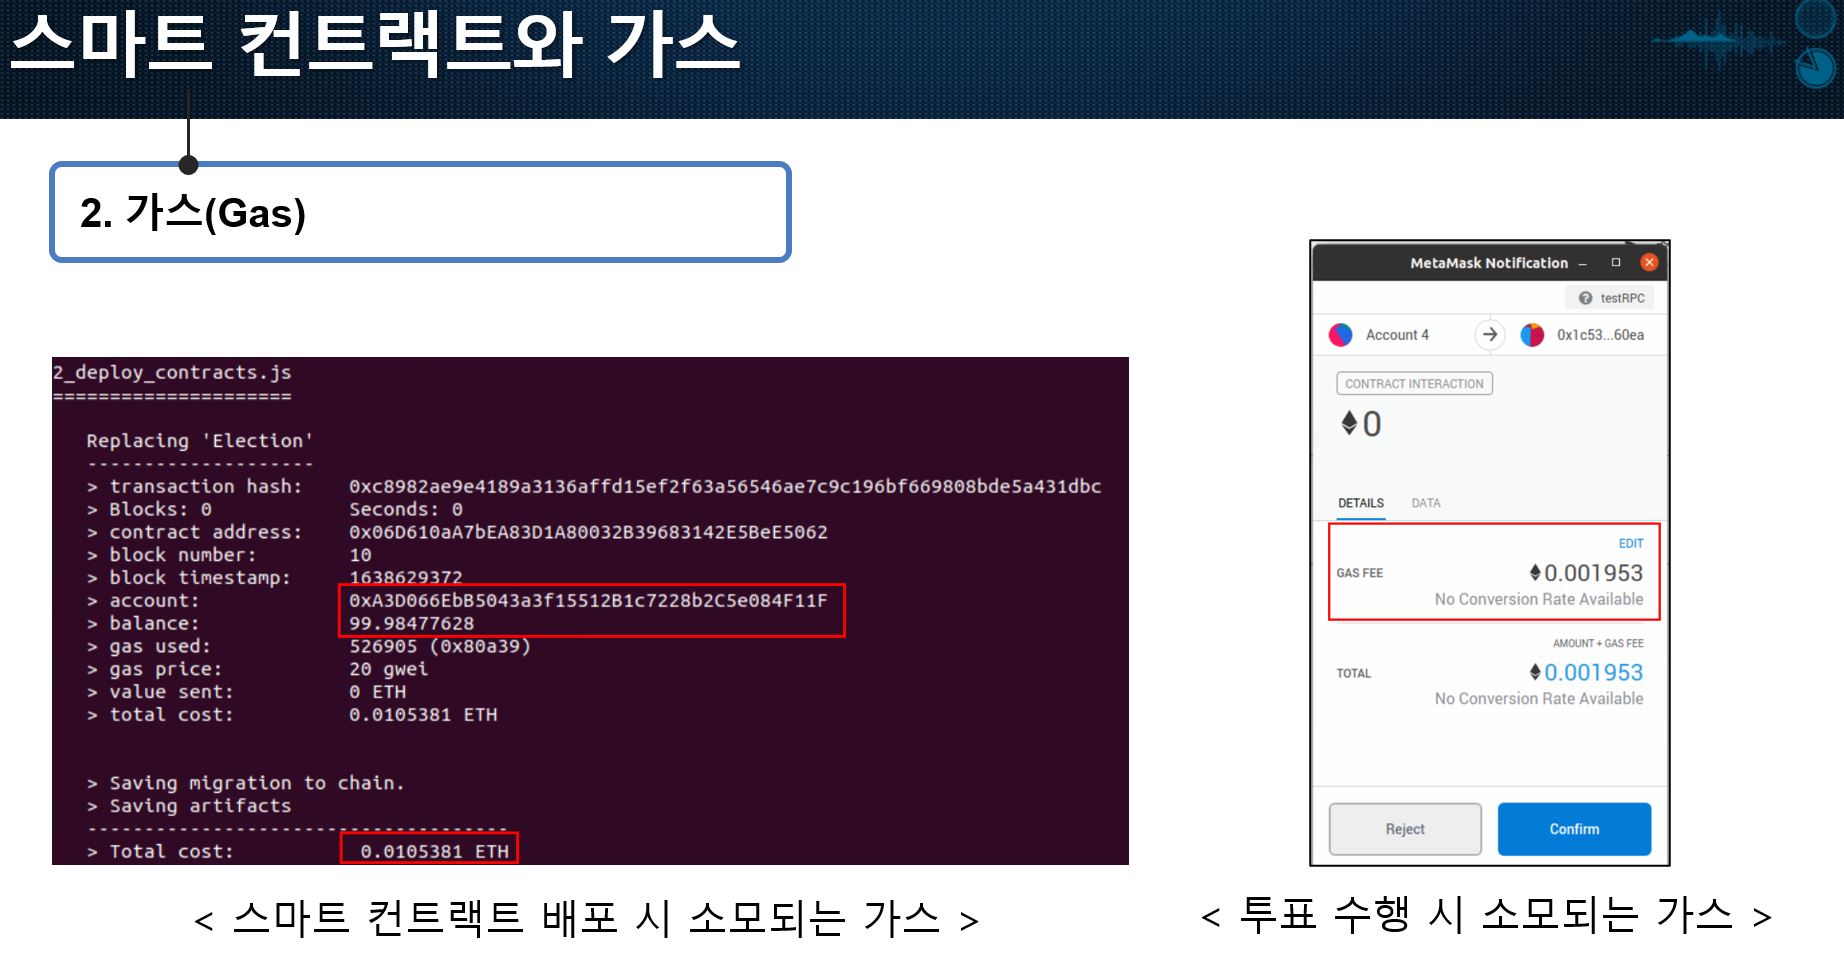 스마트 컨트랙트와 가스
2. 가스(Gas)
2_deploy_contracts.js
=====================
Replacing 'Election'
--------------------
> transaction hash: 0xc8982ae9e4189a3136affd15ef2f63a56546ae7c9c196bf669808bde5a431dbc
> Blocks: 0 Seconds: 0
> contract address: 0x06D610aA7bEA83D1A80032B39683142E5BeE5062
> block number: 10
> block timestamp: 1638629372
> account: 0xA3D066EbB5043a3f15512B1c7228b2C5e084F11F
> balance: 99.98477628
> gas used: 526905 (0x80a39)
> gas price: 20 gwei
> value sent: 0 ETH
> total cost: 0.0105381 ETH
> Saving migration to chain.
> Saving artifacts
-------------------------------------
> Total cost: 0.0105381 ETH
< 스마트 컨트랙트 배포 시 소모되는 가스 >
MetaMask Notification
testRPC
Account 4
0x1c53...60ea
CONTRACT INTERACTION
0
DETAILS DATA
EDIT
GAS FEE 0.001953
No Conversion Rate Available
AMOUNT + GAS FEE
TOTAL 0.001953
No Conversion Rate Available
Reject Confirm
< 투표 수행 시 소모되는 가스 >